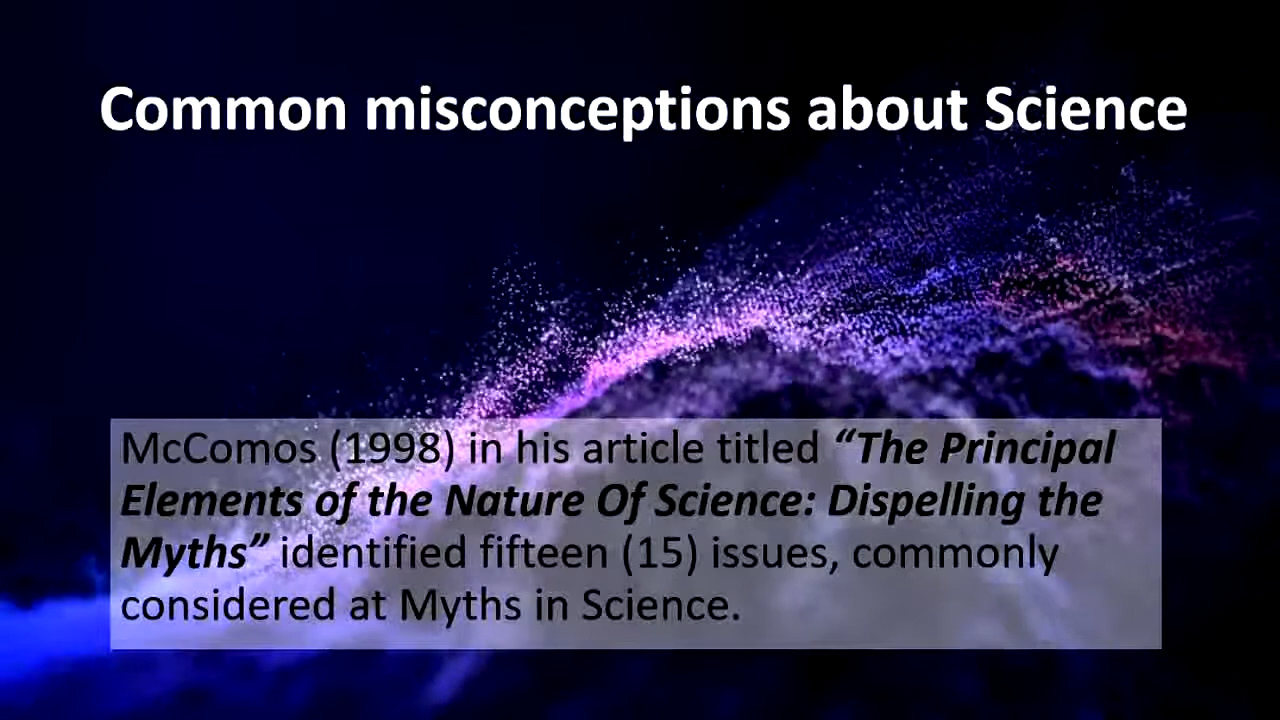 Common misconceptions about Science
McComos (1998) in his article titled “The Principal
Elements of the Nature Of Science: Dispelling the
Myths” identified fifteen (15) issues, commonly
considered at Myths in Science.